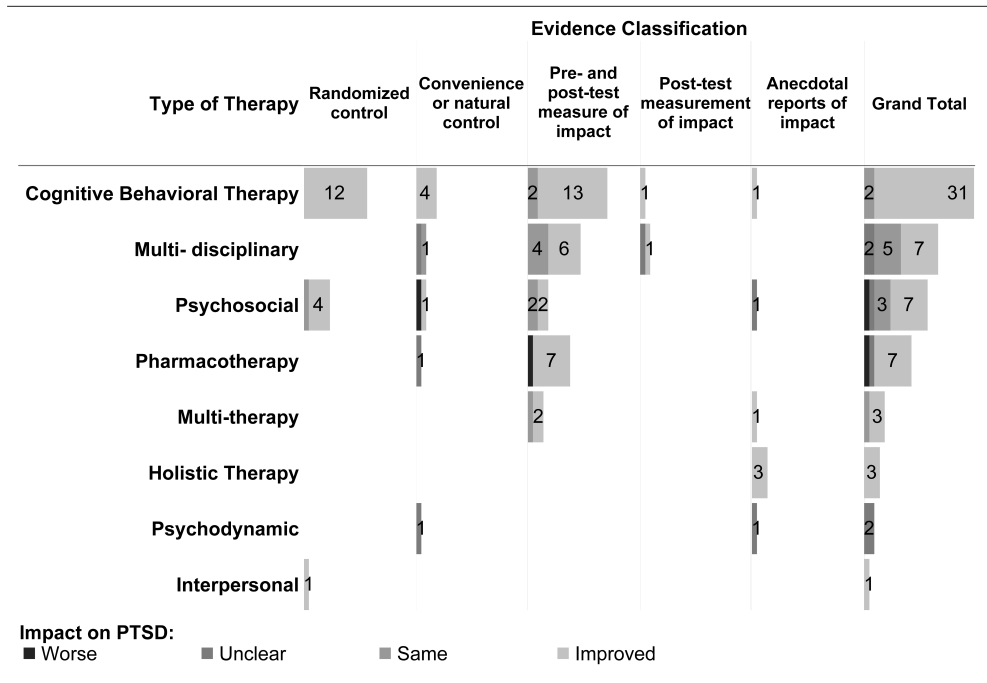 Evidence Classification
Type of Therapy
Randomized
control
Convenience
or natural
control
Pre- and
post-test
measure of
impact
Post-test
measurement
of impact
Anecdotal
reports of
impact
Grand Total
Cognitive Behavioral Therapy 12 4 2 13 1 1 2 31
Multi- disciplinary 1 4 6 1 2 5 7
Psychosocial 4 1 2 2 1 3 7
Pharmacotherapy 1 7 7
Multi-therapy 2 1 3
Holistic Therapy 3 3
Psychodynamic 1 1 2
Interpersonal 1 1
Impact on PTSD:
Worse Unclear Same Improved